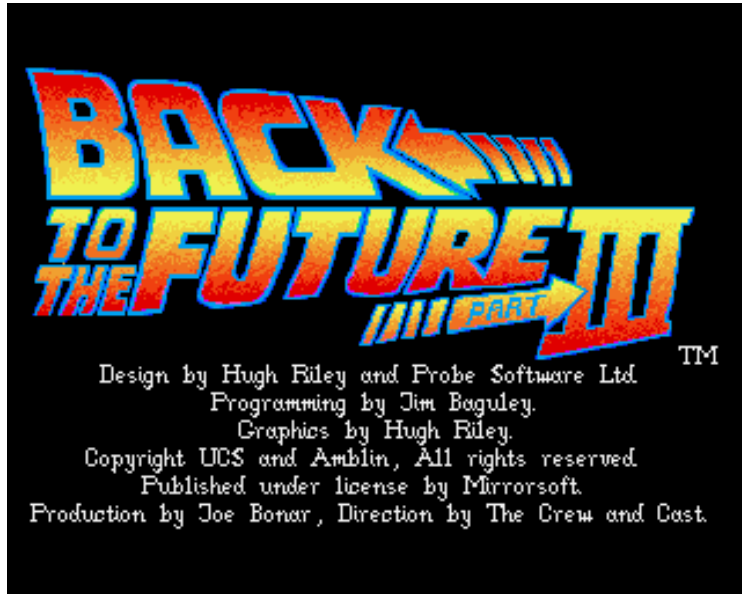 BACK
TO THE FUTURE
PART III
TM
Design by Hugh Riley and Probe Software Ltd
Programming by Jim Baguley.
Graphics by Hugh Riley.
Copyright UCS and Amblin, All rights reserved
Published under license by Mirrorsoft.
Production by Joe Bonar, Direction by The Crew and Cast.